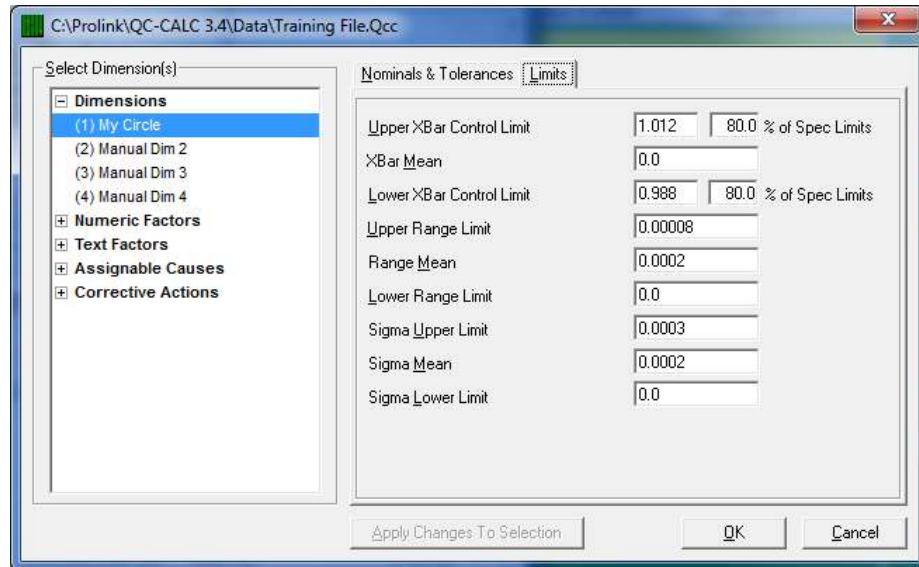 C:\Prolink\QC-CALC 3.4\Data\Training File.Qcc
Select Dimension(s)
Dimensions
(1) My Circle
(2) Manual Dim 2
(3) Manual Dim 3
(4) Manual Dim 4
Numeric Factors
Text Factors
Assignable Causes
Corrective Actions
Nominals & Tolerances Limits
Upper XBar Control Limit 1.012 80.0 % of Spec Limits
XBar Mean 0.0
Lower XBar Control Limit 0.988 80.0 % of Spec Limits
Upper Range Limit 0.00008
Range Mean 0.0002
Lower Range Limit 0.0
Sigma Upper Limit 0.0003
Sigma Mean 0.0002
Sigma Lower Limit 0.0
Apply Changes To Selection OK Cancel